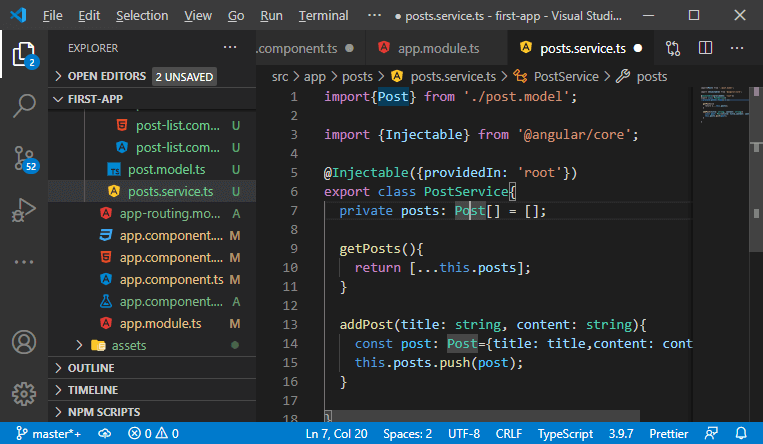 File Edit Selection View Go Run Terminal ··· posts.service.ts - first-app - Visual Studi...
EXPLORER ···
.component.ts ● app.module.ts posts.service.ts ● ···
OPEN EDITORS 2 UNSAVED
src > app > posts > posts.service.ts > PostService > posts
FIRST-APP
post-list.com... U
post-list.com... U
post.model.ts U
posts.service.ts U
app-routing.mo... A
app.component.... M
app.component.... M
app.component.ts M
app.component.... A
app.module.ts M
assets
OUTLINE
TIMELINE
NPM SCRIPTS
2
52
1 import{Post} from './post.model';
2
3 import {Injectable} from '@angular/core';
4
5 @Injectable({providedIn: 'root'})
6 export class PostService{
7 private posts: Post[] = [];
8
9 getPosts(){
10 return [...this.posts];
11 }
12
13 addPost(title: string, content: string){
14 const post: Post={title: title,content: cont
15 this.posts.push(post);
16 }
17
18 }
master*+ 0 0 Ln 7, Col 20 Spaces: 2 UTF-8 CRLF TypeScript 3.9.7 Prettier